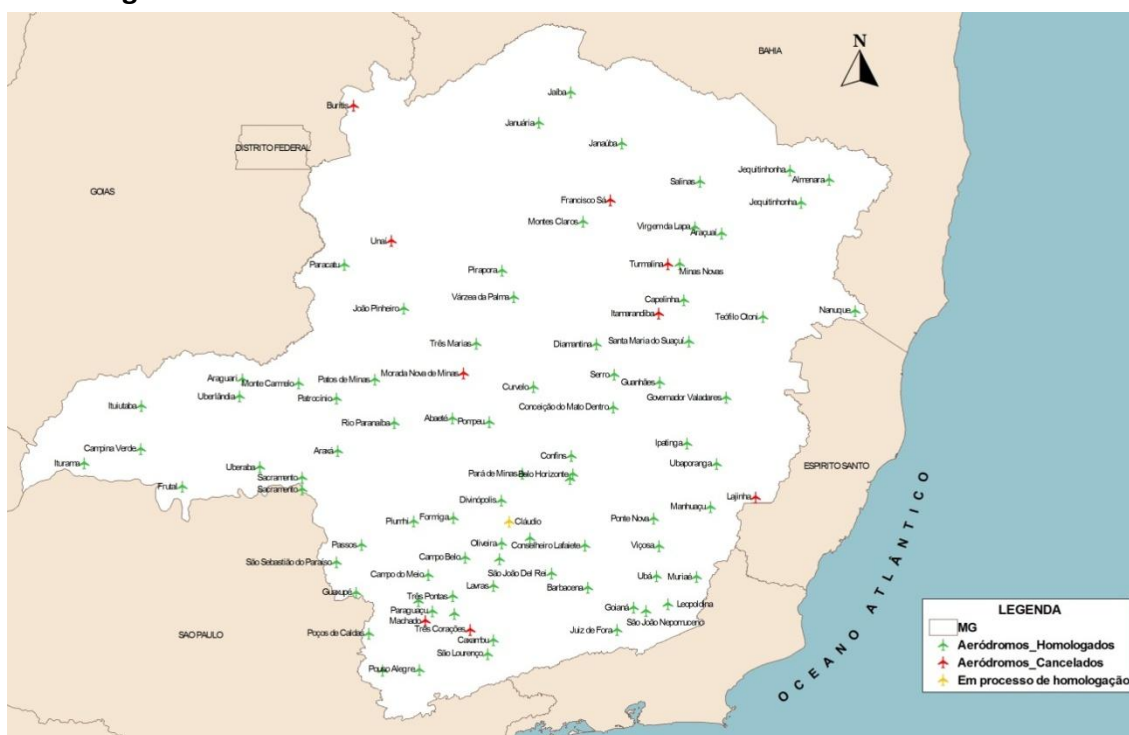 BAHIA
N
Jaíba
Buritis
Januária
DISTRITO FEDERAL
Janaúba
Jequitinhonha
Almenara
Salinas
GOIAS
Francisco Sá
Jequitinhonha
Montes Claros
Virgem da Lapa
Araçuaí
Unaí
Paracatu
Pirapora
Turmalina
Minas Novas
Várzea da Palma
Capelinha
João Pinheiro
Itamarandiba
Teófilo Otoni
Nanuque
Três Marias
Diamantina
Santa Maria do Suaçuí
Morada Nova de Minas
Serro
Araguari
Monte Carmelo
Patos de Minas
Curvelo
Guanhães
Uberlândia
Patrocínio
Governador Valadares
Ituiutaba
Conceição do Mato Dentro
Abaeté
Pompeu
Rio Paranaíba
Ipatinga
Campina Verde
Araxá
Confins
Iturama
Uberaba
Ubaporanga
ESPIRITO SANTO
Pará de Minas
Belo Horizonte
Sacramento
Frutal
Sacramento
Lajinha
Divinópolis
Manhuaçu
Piumhi
Formiga
Cláudio
Ponte Nova
Passos
Oliveira
Conselheiro Lafaiete
Viçosa
Campo Belo
São Sebastião do Paraíso
Campo do Meio
São João Del Rei
Ubá
Muriaé
Lavras
Barbacena
Guaxupé
Três Pontas
Goianá
Leopoldina
Paraguaçu
Machado
São João Nepomuceno
SAO PAULO
Poços de Caldas
Três Corações
Juiz de Fora
Caxambu
São Lourenço
Pouso Alegre
OCEANO ATLÂNTICO
LEGENDA
MG
Aeródromos_Homologados
Aeródromos_Cancelados
Em processo de homologação